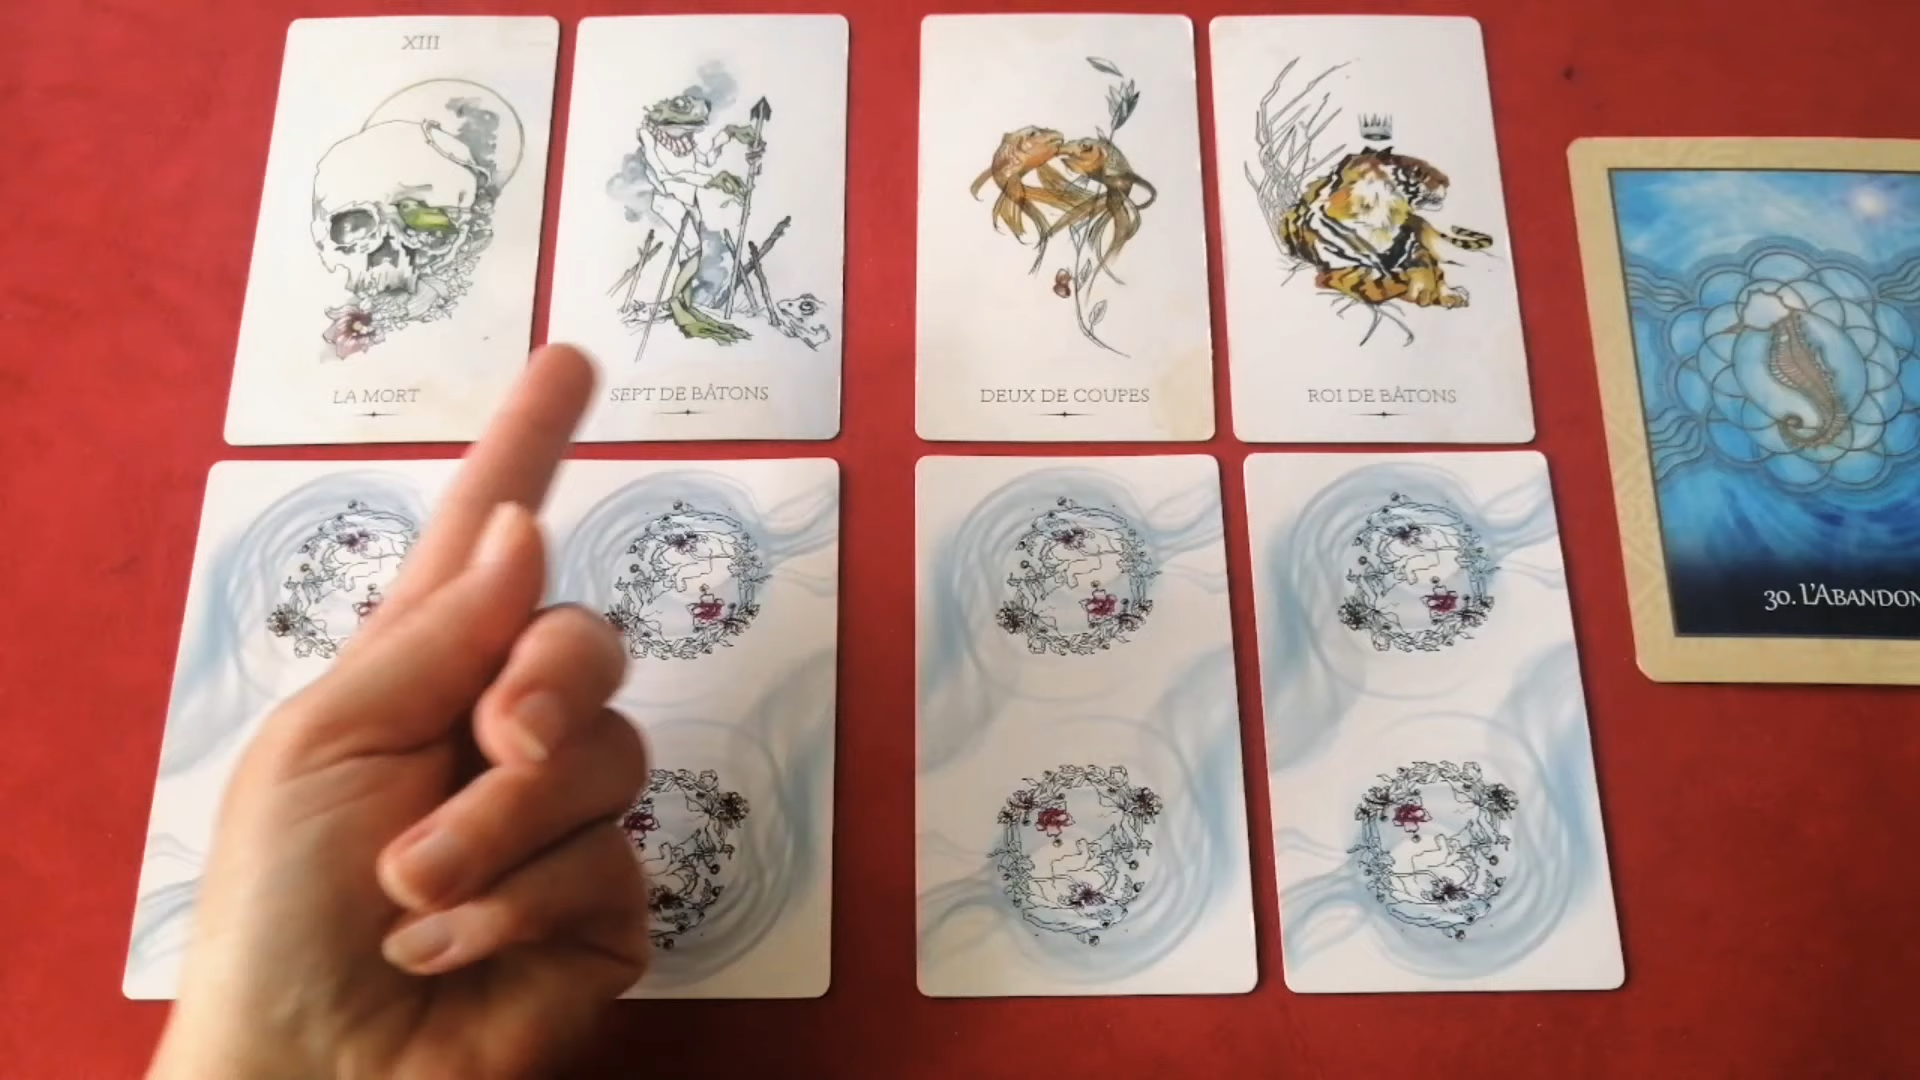 XIII
LA MORT
SEPT DE BÂTONS
DEUX DE COUPES
ROI DE BÂTONS
30. L'ABANDON